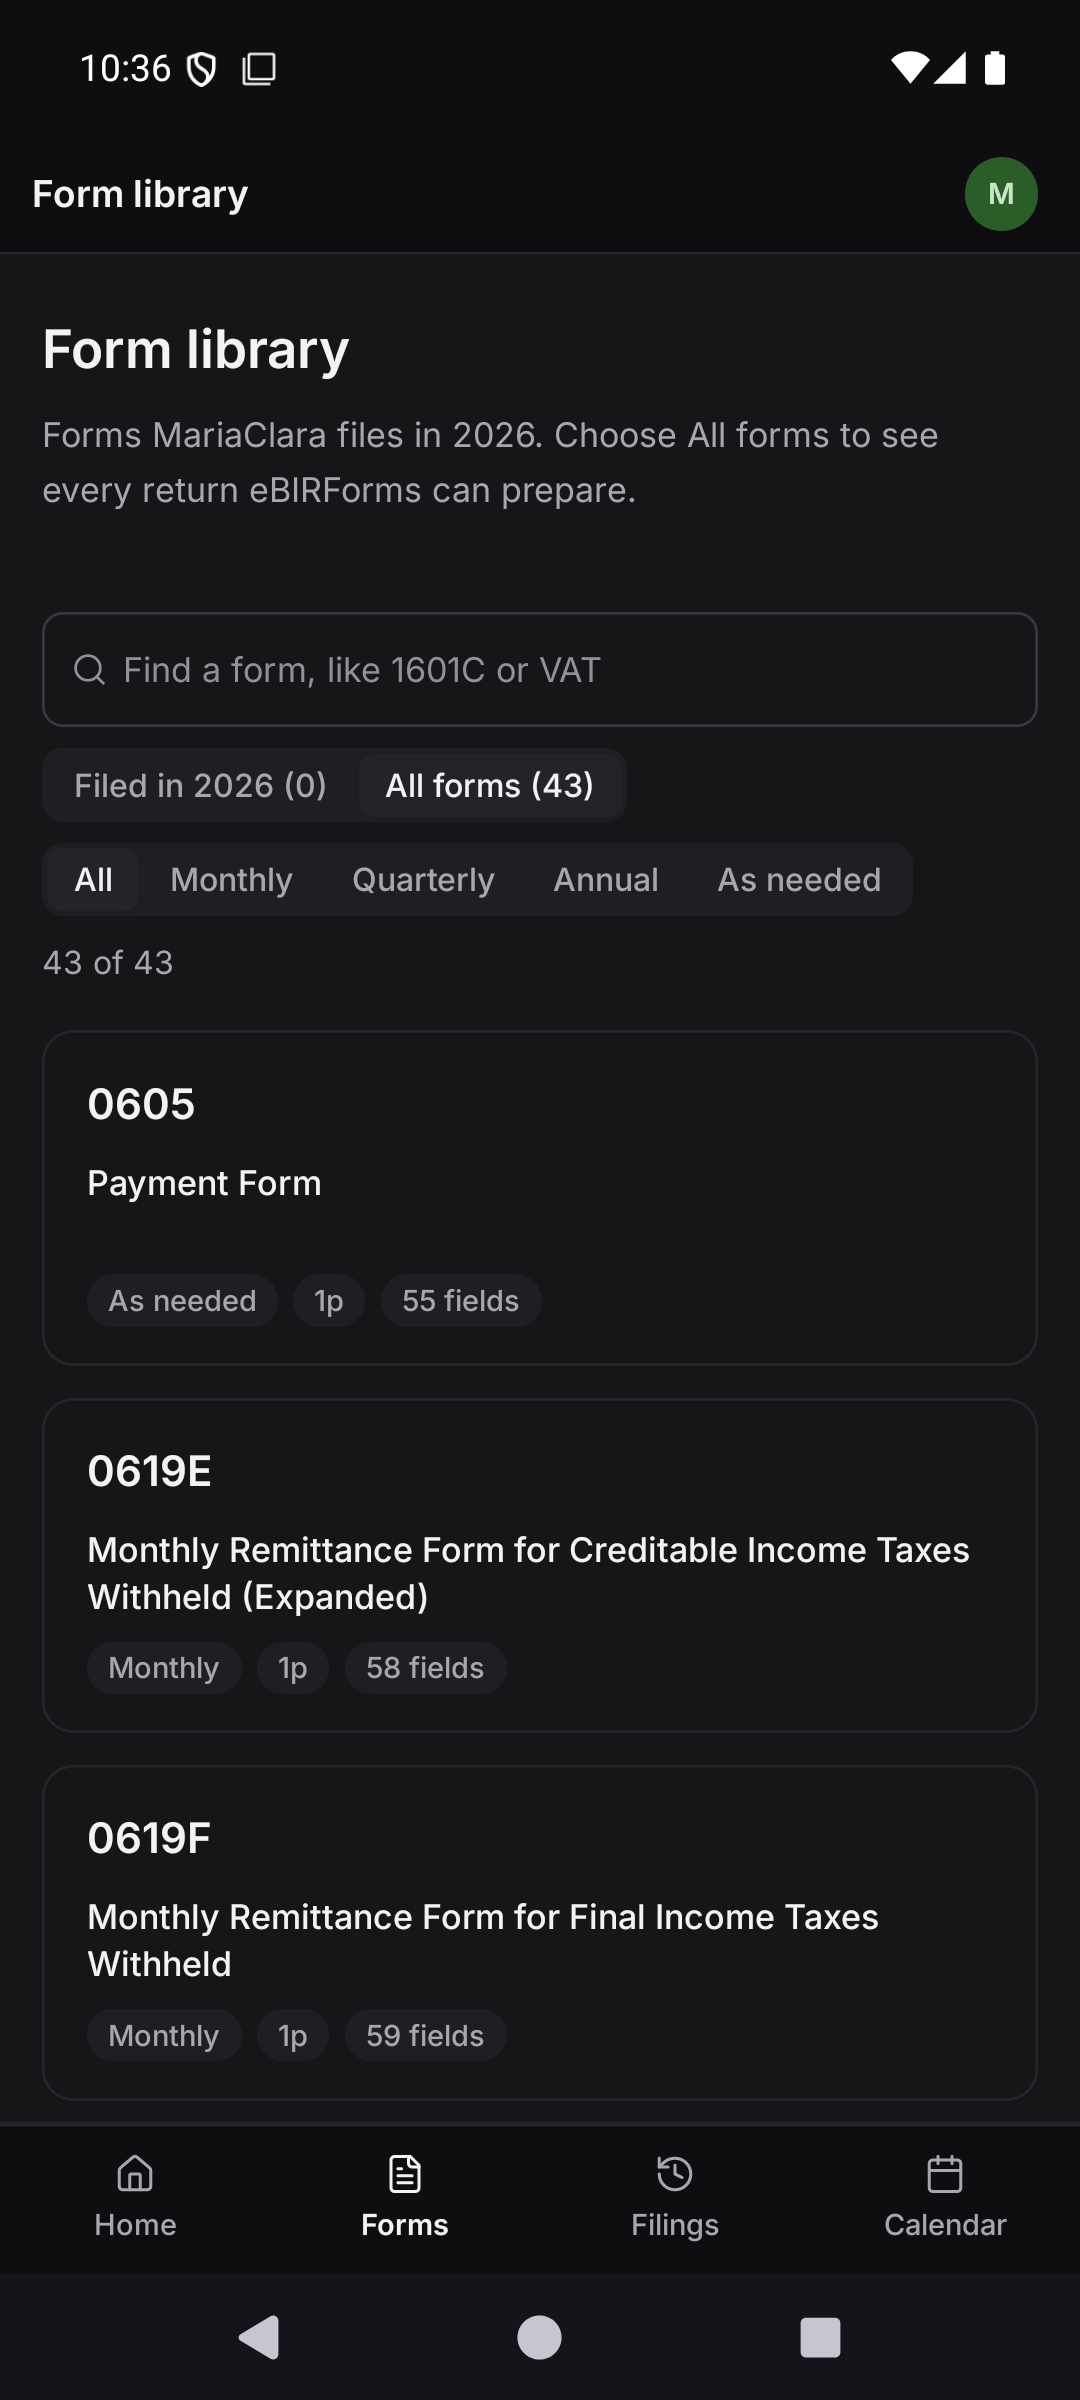 10:36
Form library
M
Form library
Forms MariaClara files in 2026. Choose All forms to see
every return eBIRForms can prepare.
Find a form, like 1601C or VAT
Filed in 2026 (0)
All forms (43)
All
Monthly
Quarterly
Annual
As needed
43 of 43
0605
Payment Form
As needed
1p
55 fields
0619E
Monthly Remittance Form for Creditable Income Taxes
Withheld (Expanded)
Monthly
1p
58 fields
0619F
Monthly Remittance Form for Final Income Taxes
Withheld
Monthly
1p
59 fields
Home
Forms
Filings
Calendar